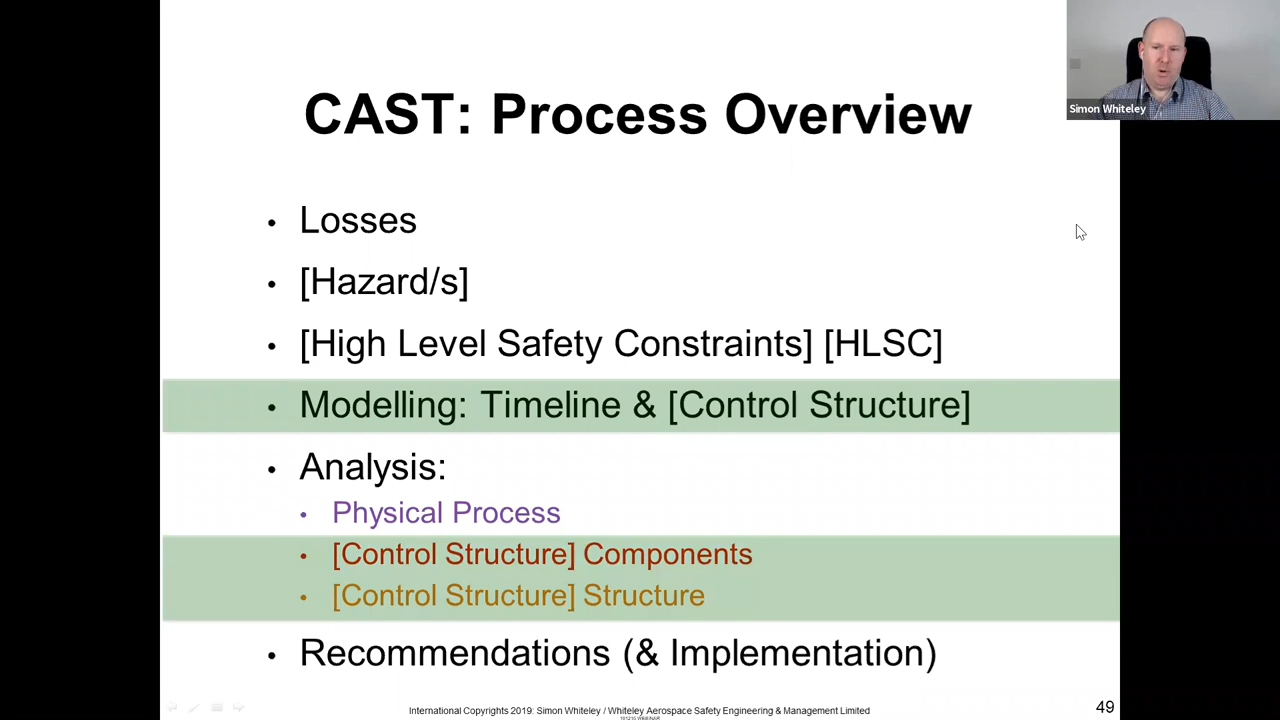 CAST: Process Overview
Simon Whiteley
• Losses
• [Hazard/s]
• [High Level Safety Constraints] [HLSC]
• Modelling: Timeline & [Control Structure]
• Analysis:
• Physical Process
• [Control Structure] Components
• [Control Structure] Structure
• Recommendations (& Implementation)
International Copyrights 2019: Simon Whiteley / Whiteley Aerospace Safety Engineering & Management Limited
49